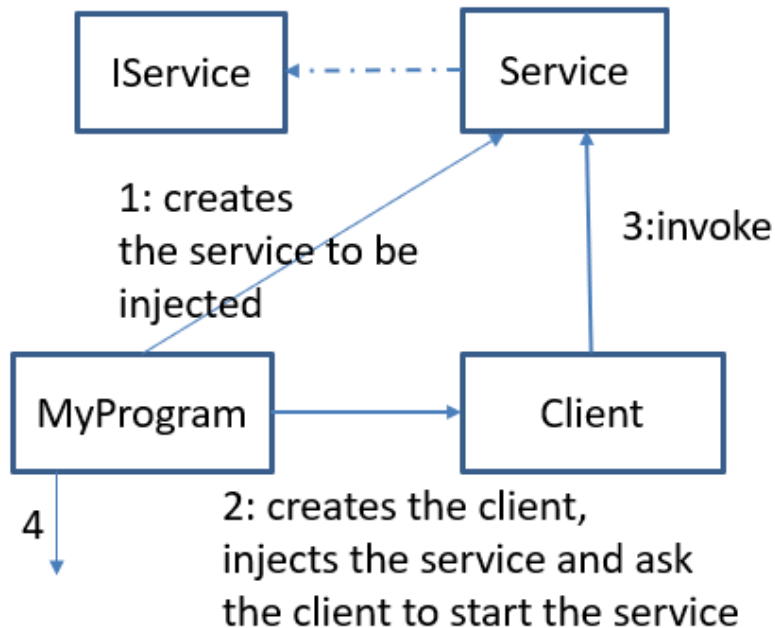 IService
Service
1: creates
the service to be
injected
3:invoke
MyProgram
Client
4
2: creates the client,
injects the service and ask
the client to start the service